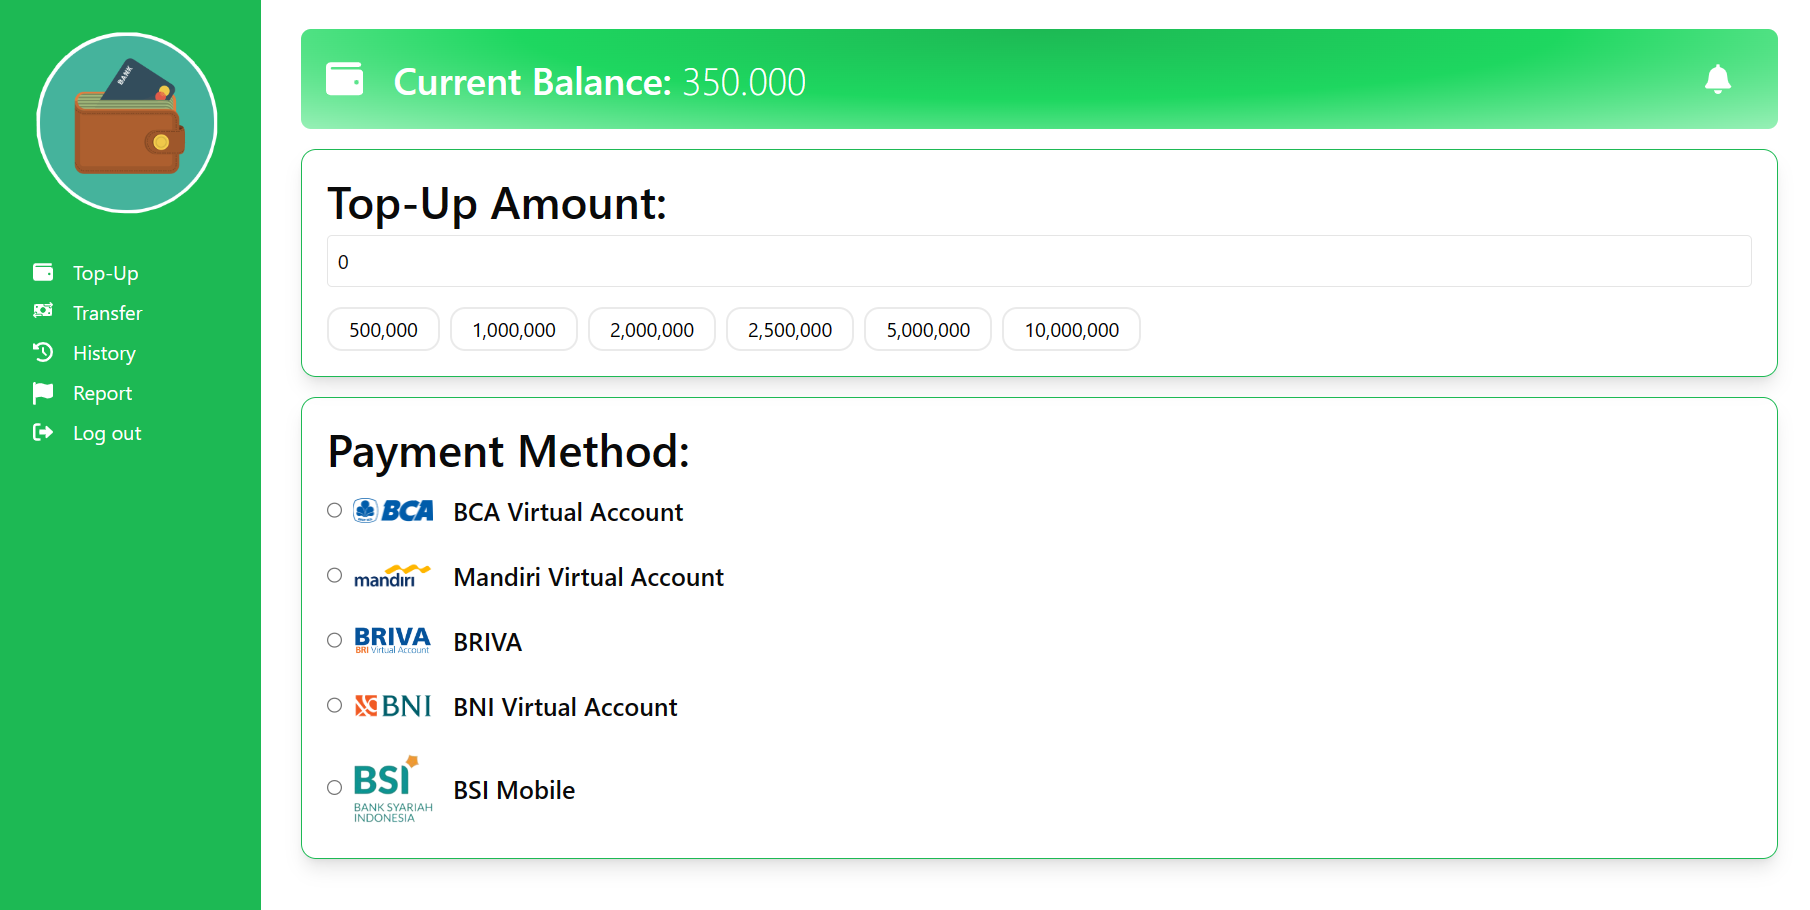 BANK
Top-Up
Transfer
History
Report
Log out
Current Balance: 350.000
Top-Up Amount:
0
500,000 1,000,000 2,000,000 2,500,000 5,000,000 10,000,000
Payment Method:
BCA BCA Virtual Account
mandiri Mandiri Virtual Account
BRIVA BRIVA
BRI Virtual Account
BNI BNI Virtual Account
BSI BSI Mobile
BANK SYARIAH
INDONESIA